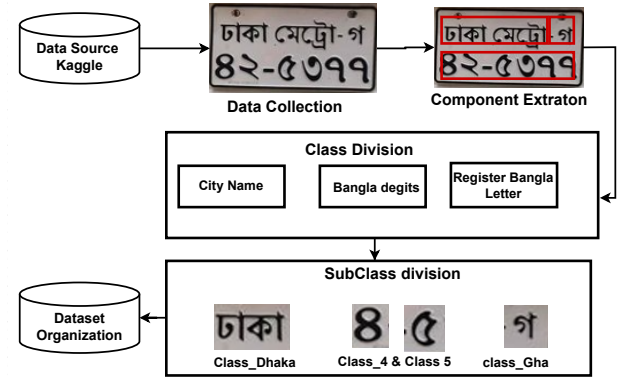 Data Source
Kaggle
ঢাকা মেট্রো-গ
৪২-৫৩৭৭
Data Collection
ঢাকা মেট্রো-গ
৪২-৫৩৭৭
Component Extraton
Class Division
City Name
Bangla degits
Register Bangla
Letter
SubClass division
Dataset
Organization
ঢাকা
৪
৫
গ
Class_Dhaka
Class_4 & Class 5
class_Gha